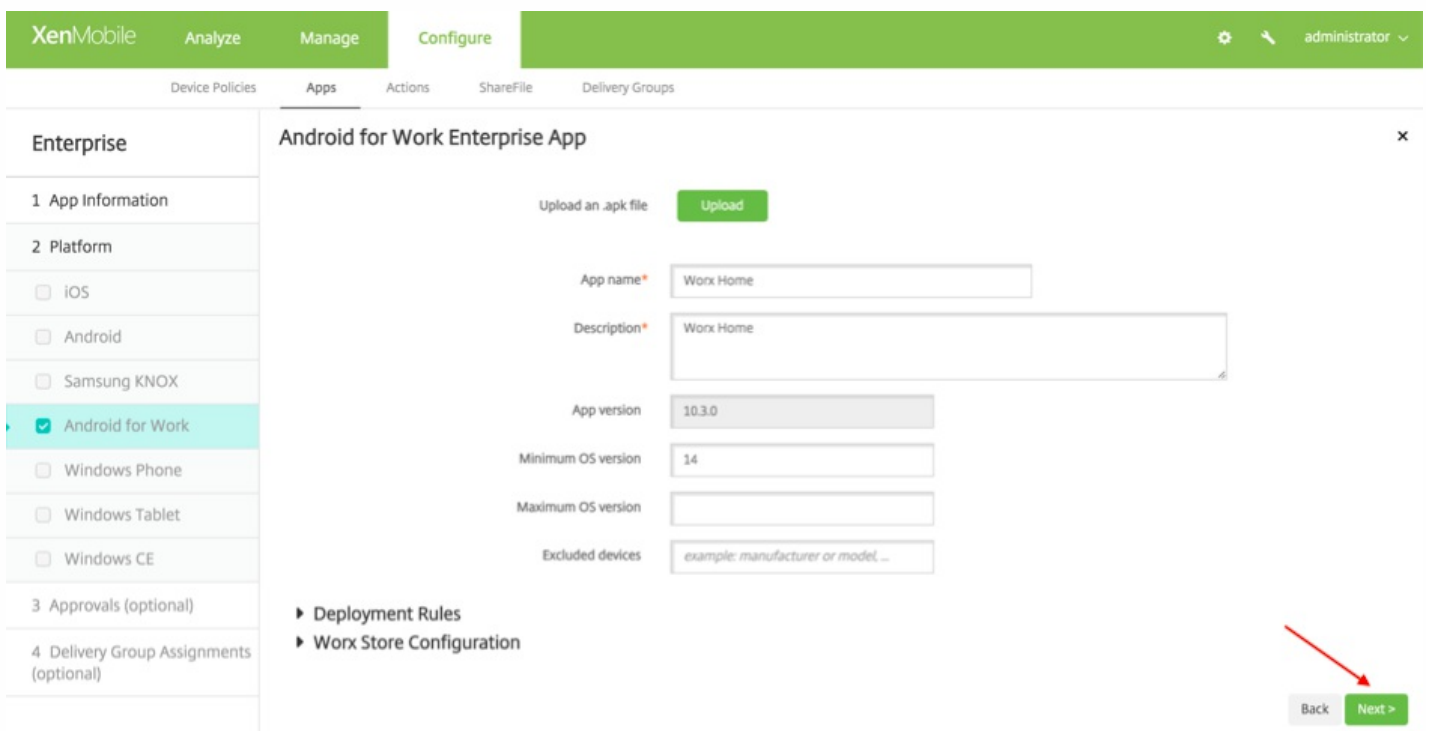 XenMobile Analyze Manage Configure administrator
Device Policies Apps Actions ShareFile Delivery Groups
Enterprise
1 App Information
2 Platform
iOS
Android
Samsung KNOX
Android for Work
Windows Phone
Windows Tablet
Windows CE
3 Approvals (optional)
4 Delivery Group Assignments
(optional)
Android for Work Enterprise App
Upload an .apk file Upload
App name* Worx Home
Description* Worx Home
App version 10.3.0
Minimum OS version 14
Maximum OS version
Excluded devices example: manufacturer or model, ...
Deployment Rules
Worx Store Configuration
Back Next >